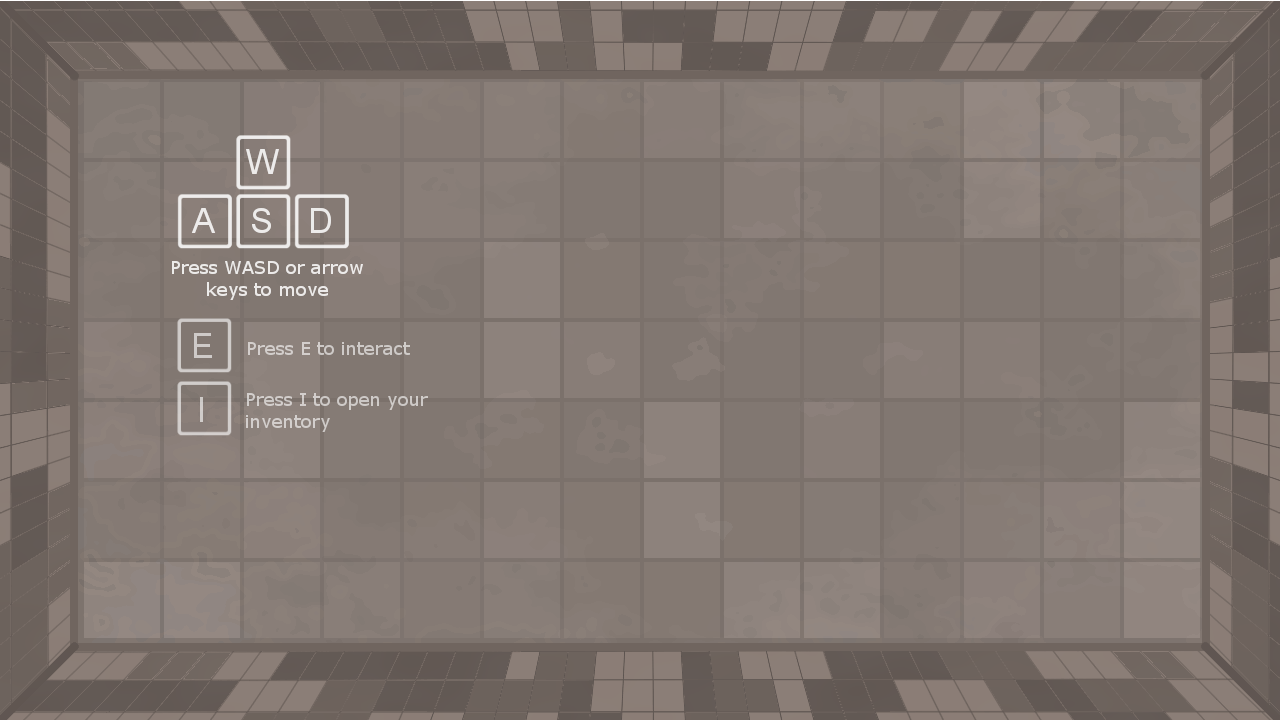 W
A S D
Press WASD or arrow
keys to move
E Press E to interact
I Press I to open your
inventory